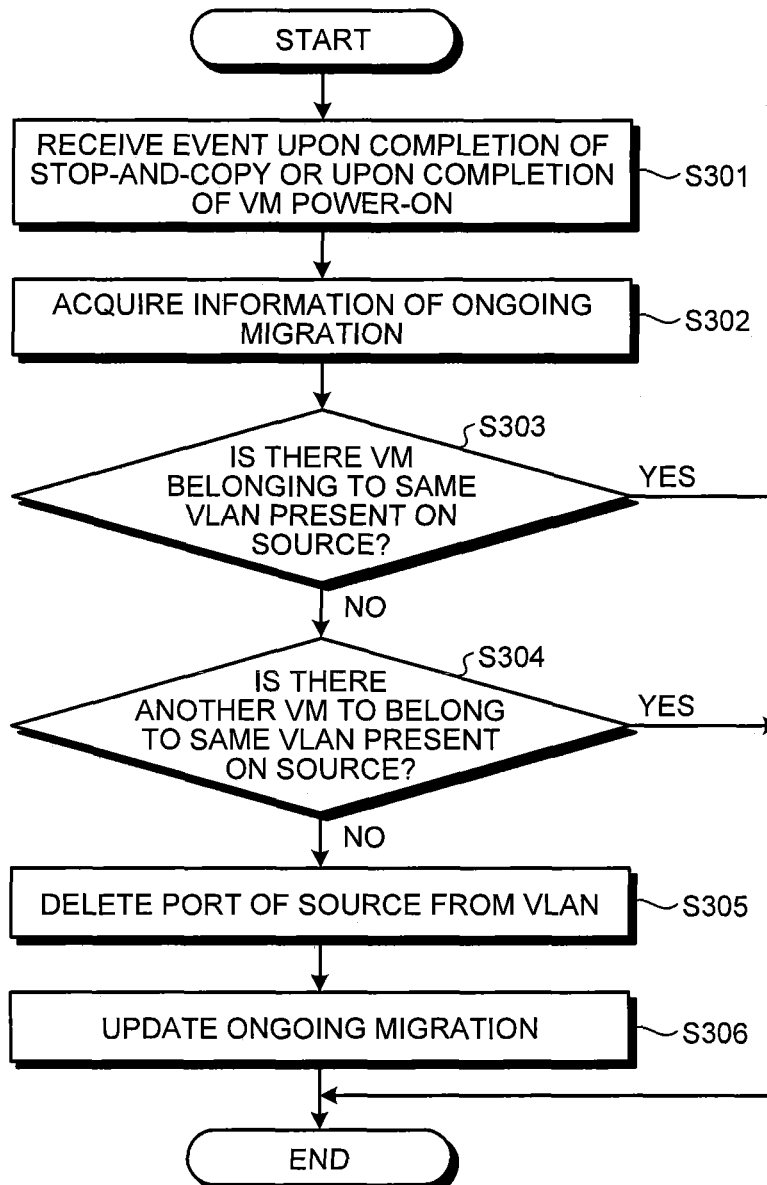 START
RECEIVE EVENT UPON COMPLETION OF
STOP-AND-COPY OR UPON COMPLETION
OF VM POWER-ON
S301
ACQUIRE INFORMATION OF ONGOING
MIGRATION
S302
S303
IS THERE VM
BELONGING TO SAME
VLAN PRESENT ON
SOURCE?
YES
NO
S304
IS THERE
ANOTHER VM TO BELONG
TO SAME VLAN PRESENT
ON SOURCE?
YES
NO
DELETE PORT OF SOURCE FROM VLAN
S305
UPDATE ONGOING MIGRATION
S306
END